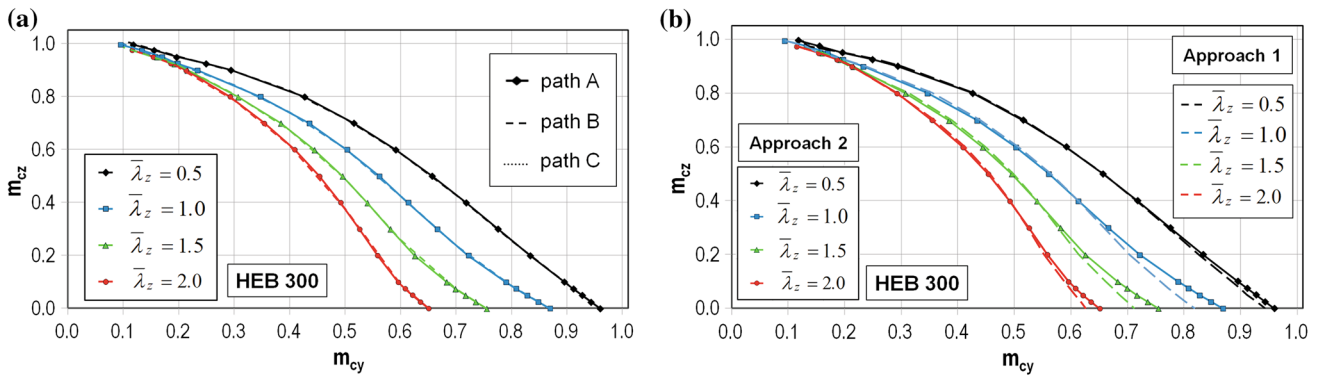 (a)
m_cz
1.0
0.8
0.6
0.4
0.2
0.0
0.0 0.1 0.2 0.3 0.4 0.5 0.6 0.7 0.8 0.9 1.0
m_cy
path A
path B
path C
λ̄_z = 0.5
λ̄_z = 1.0
λ̄_z = 1.5
λ̄_z = 2.0
HEB 300
(b)
m_cz
1.0
0.8
0.6
0.4
0.2
0.0
0.0 0.1 0.2 0.3 0.4 0.5 0.6 0.7 0.8 0.9 1.0
m_cy
Approach 1
λ̄_z = 0.5
λ̄_z = 1.0
λ̄_z = 1.5
λ̄_z = 2.0
Approach 2
λ̄_z = 0.5
λ̄_z = 1.0
λ̄_z = 1.5
λ̄_z = 2.0
HEB 300